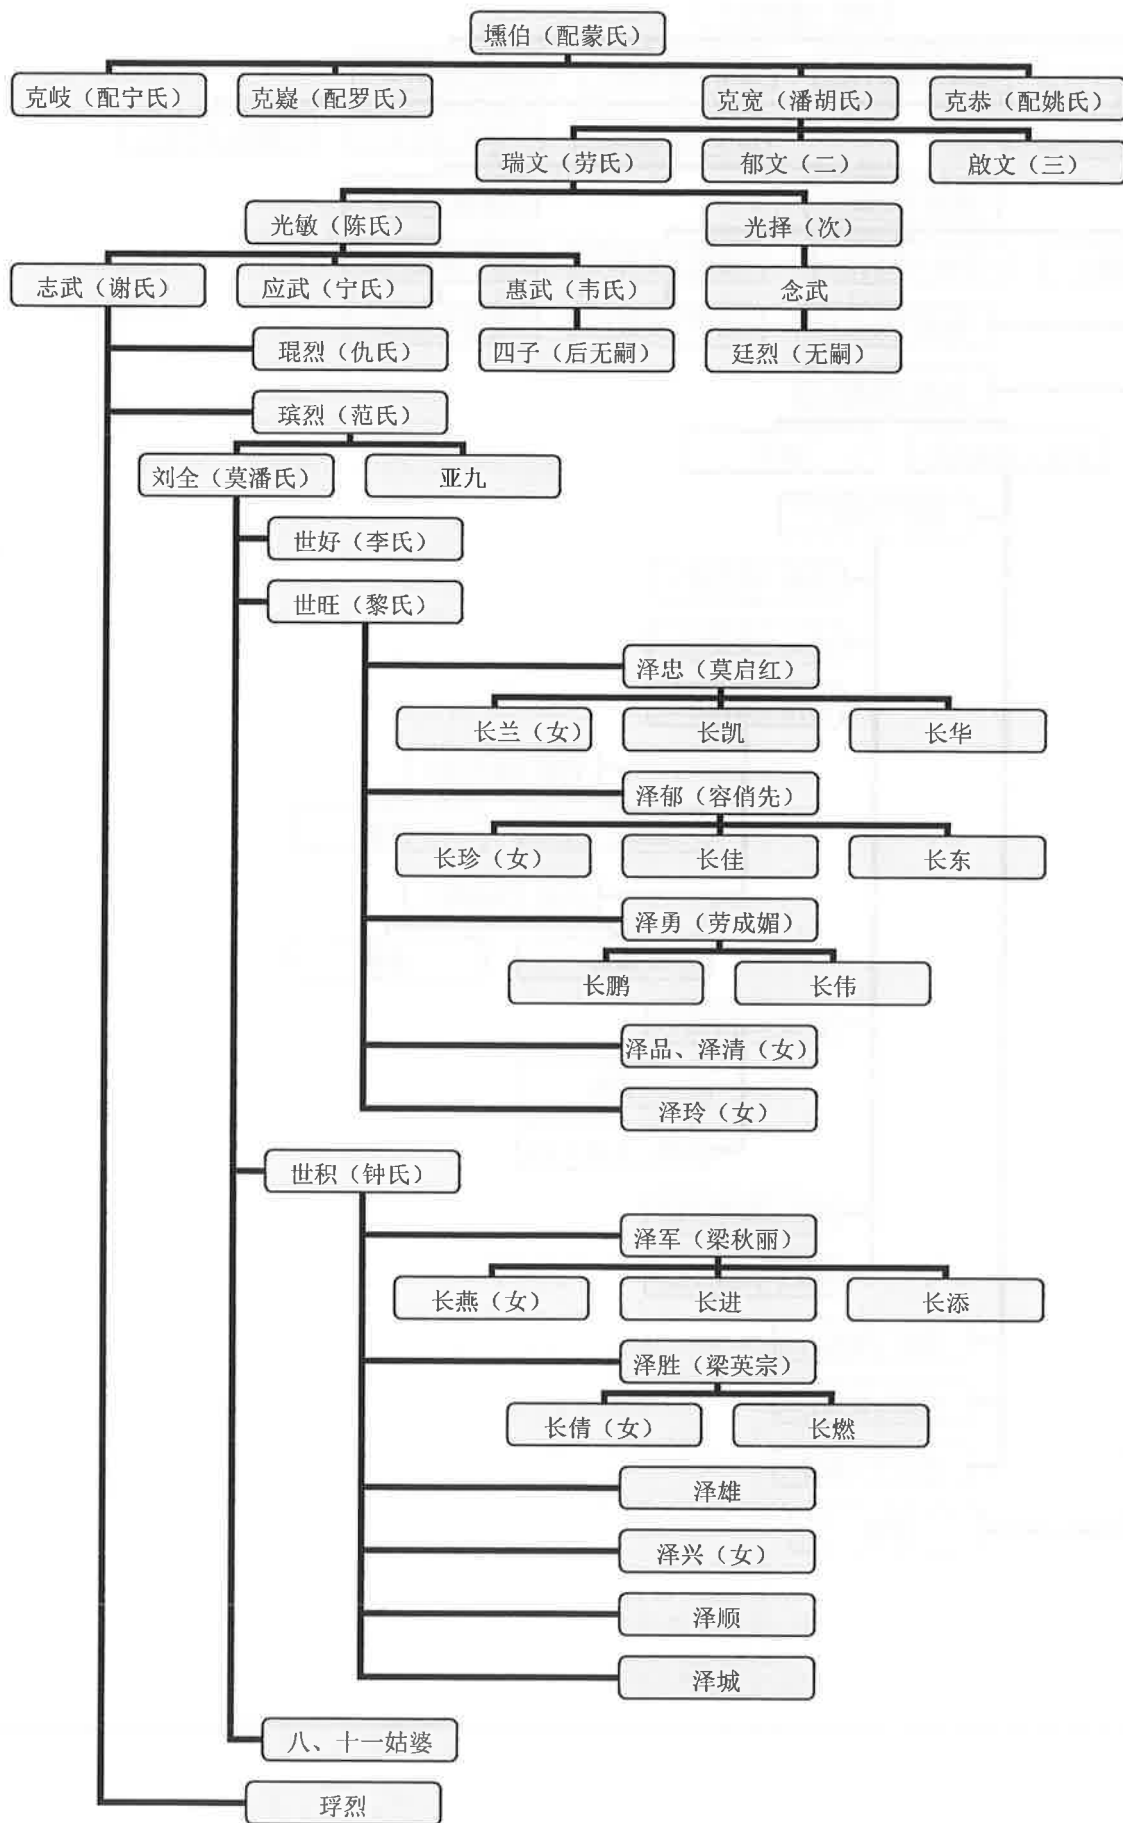 壎伯（配蒙氏）
克岐（配宁氏） 克嶷（配罗氏） 克宽（潘胡氏） 克恭（配姚氏）
瑞文（劳氏） 郁文（二） 啟文（三）
光敏（陈氏） 光择（次）
志武（谢氏） 应武（宁氏） 惠武（韦氏） 念武
琨烈（仇氏） 四子（后无嗣） 廷烈（无嗣）
璸烈（范氏）
刘全（莫潘氏） 亚九
世好（李氏）
世旺（黎氏）
泽忠（莫启红）
长兰（女） 长凯 长华
泽郁（容俏先）
长珍（女） 长佳 长东
泽勇（劳成媚）
长鹏 长伟
泽品、泽清（女）
泽玲（女）
世积（钟氏）
泽军（梁秋丽）
长燕（女） 长进 长添
泽胜（梁英宗）
长倩（女） 长燃
泽雄
泽兴（女）
泽顺
泽城
八、十一姑婆
琈烈